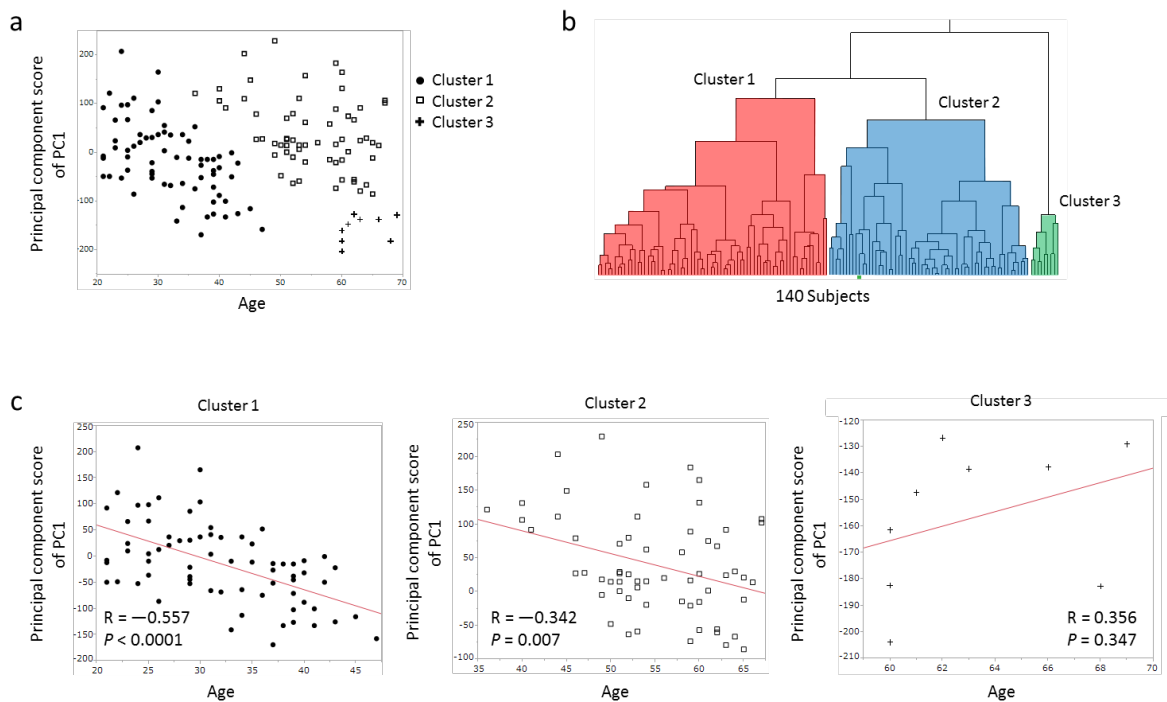 a
Principal component score
of PC1
200
100
0
-100
-200
20
30
40
50
60
70
Age
Cluster 1
Cluster 2
Cluster 3
b
Cluster 1
Cluster 2
Cluster 3
140 Subjects
c
Cluster 1
Principal component score
of PC1
250
200
150
100
50
0
-50
-100
-150
-200
20
25
30
35
40
45
R = —0.557
P < 0.0001
Age
Cluster 2
Principal component score
of PC1
250
200
150
100
50
0
-50
-100
35
40
45
50
55
60
65
R = —0.342
P = 0.007
Age
Cluster 3
Principal component score
of PC1
-120
-130
-140
-150
-160
-170
-180
-190
-200
-210
60
62
64
66
68
70
R = 0.356
P = 0.347
Age